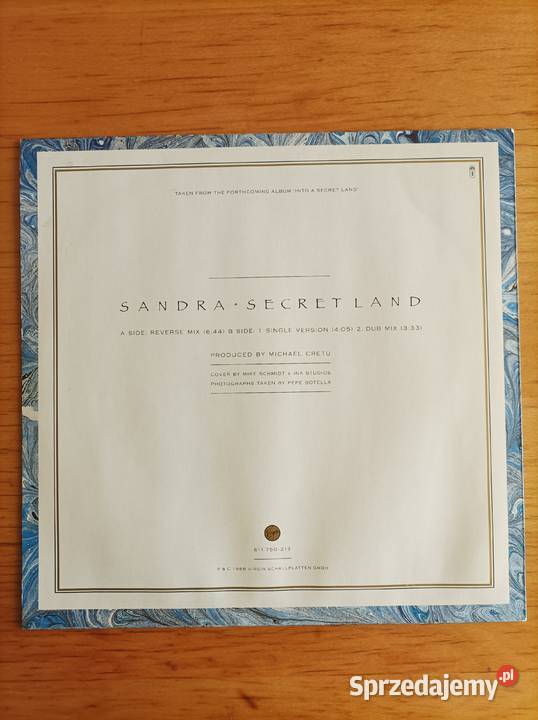 TAKEN FROM THE FORTHCOMING ALBUM "INTO A SECRET LAND"
SANDRA · SECRET LAND
A SIDE: REVERSE MIX (6:44) B SIDE: 1. SINGLE VERSION (4:05) 2. DUB MIX (3:33)
PRODUCED BY MICHAEL CRETU
COVER BY MIKE SCHMIDT & INK STUDIOS
PHOTOGRAPHS TAKEN BY PEPE BOTELLA
Virgin
611 750-213
P & C 1988 VIRGIN SCHALLPLATTEN GMBH
Sprzedajemy.pl